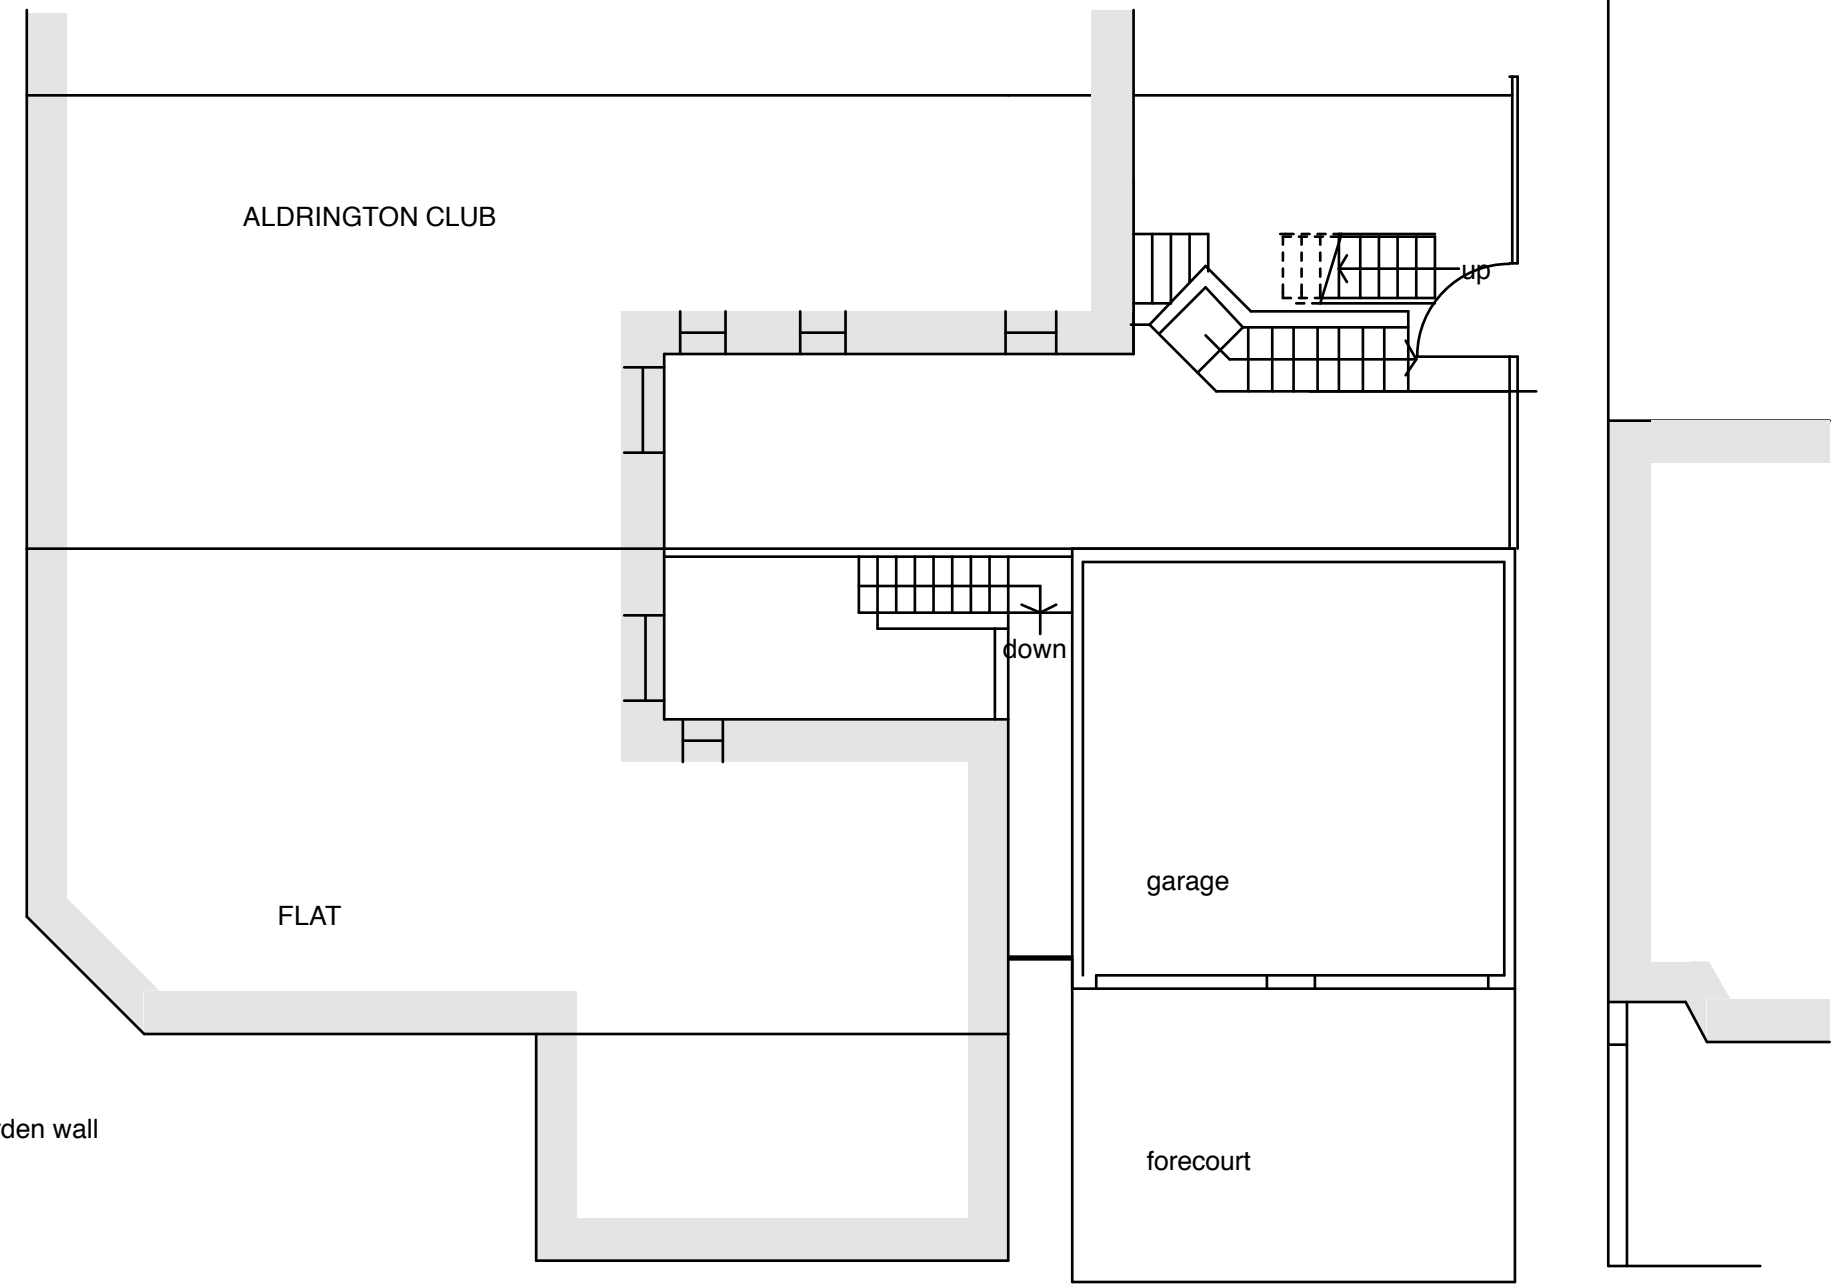 ALDRINGTON CLUB
up
down
garage
FLAT
den wall
forecourt